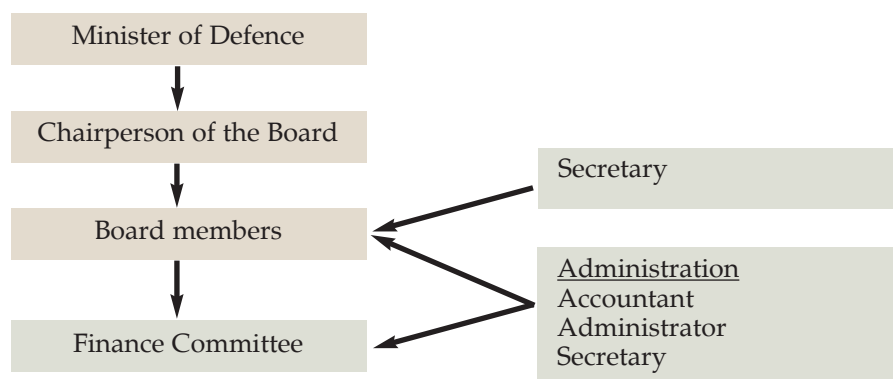 Minister of Defence
Chairperson of the Board
Board members
Finance Committee
Secretary
Administration
Accountant
Administrator
Secretary